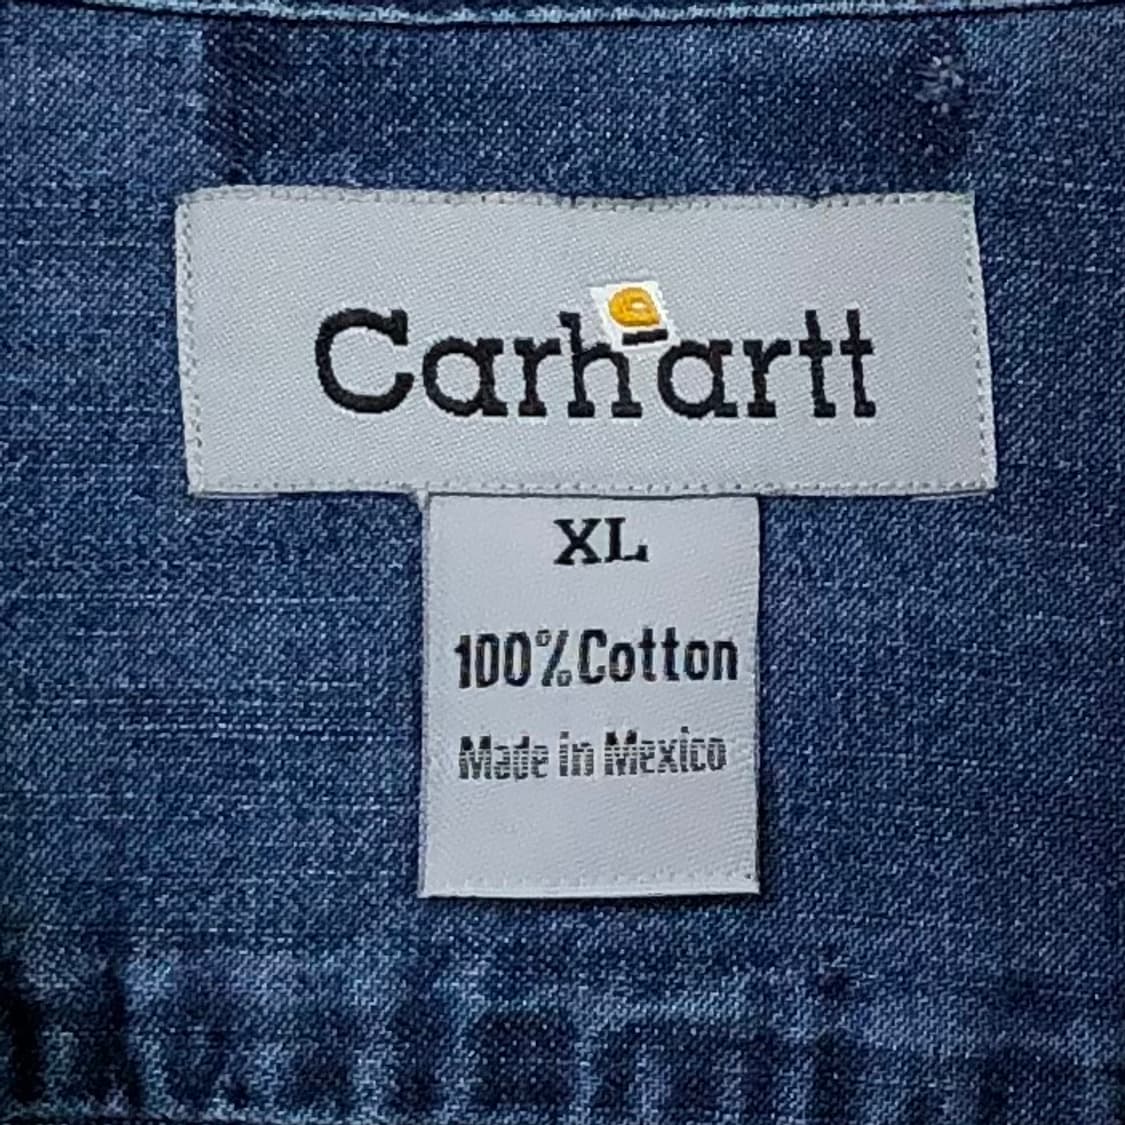 Carhartt
XL
100% Cotton
Made in Mexico